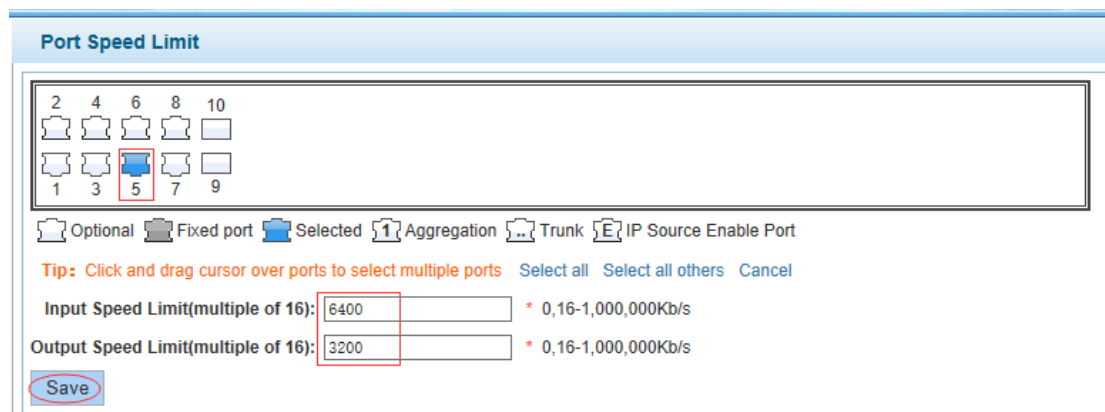 Port Speed Limit
2 4 6 8 10
1 3 5 7 9
Optional Fixed port Selected 1 Aggregation .. Trunk E IP Source Enable Port
Tip: Click and drag cursor over ports to select multiple ports Select all Select all others Cancel
Input Speed Limit(multiple of 16): 6400 * 0,16-1,000,000Kb/s
Output Speed Limit(multiple of 16): 3200 * 0,16-1,000,000Kb/s
Save